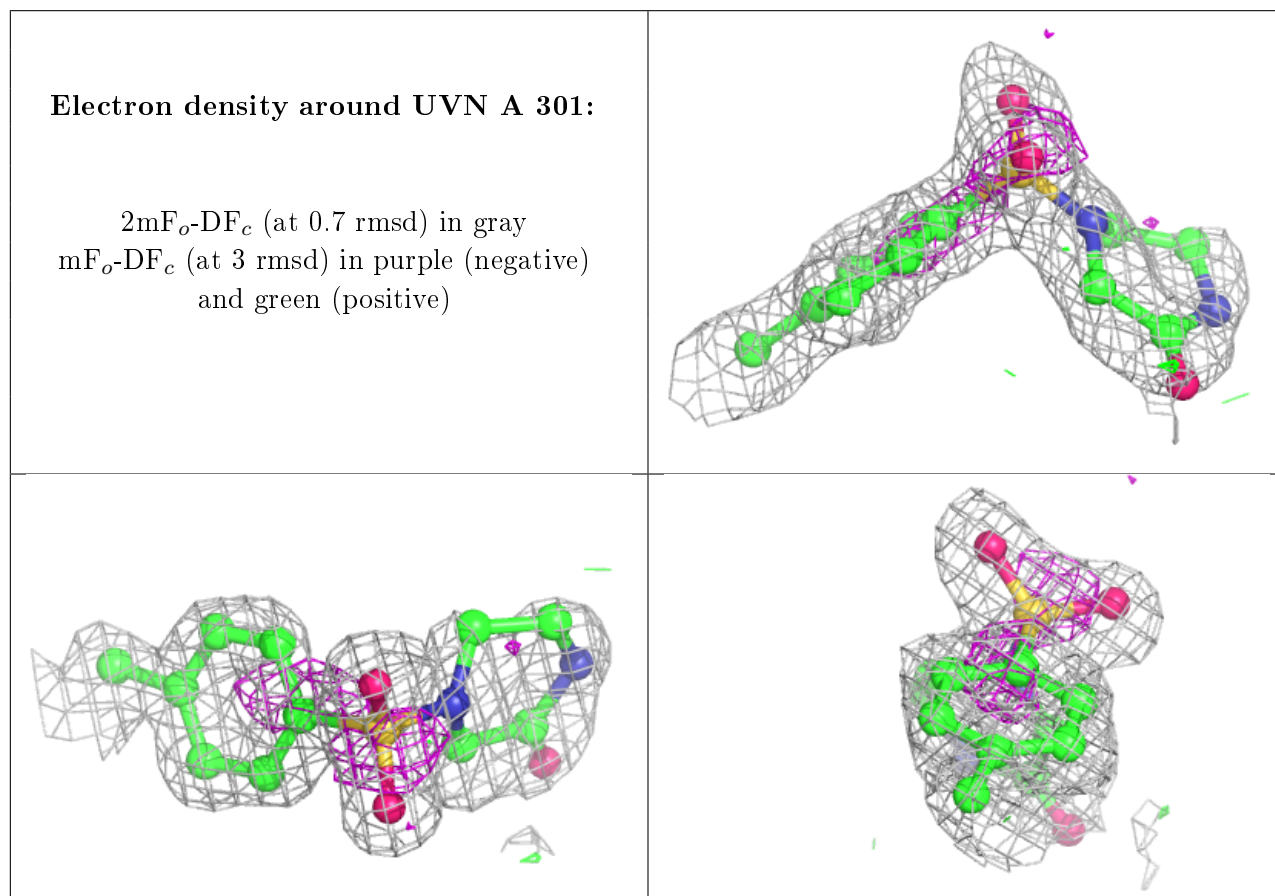 Electron density around UVN A 301:
2mFo-DFc (at 0.7 rmsd) in gray
mFo-DFc (at 3 rmsd) in purple (negative)
and green (positive)